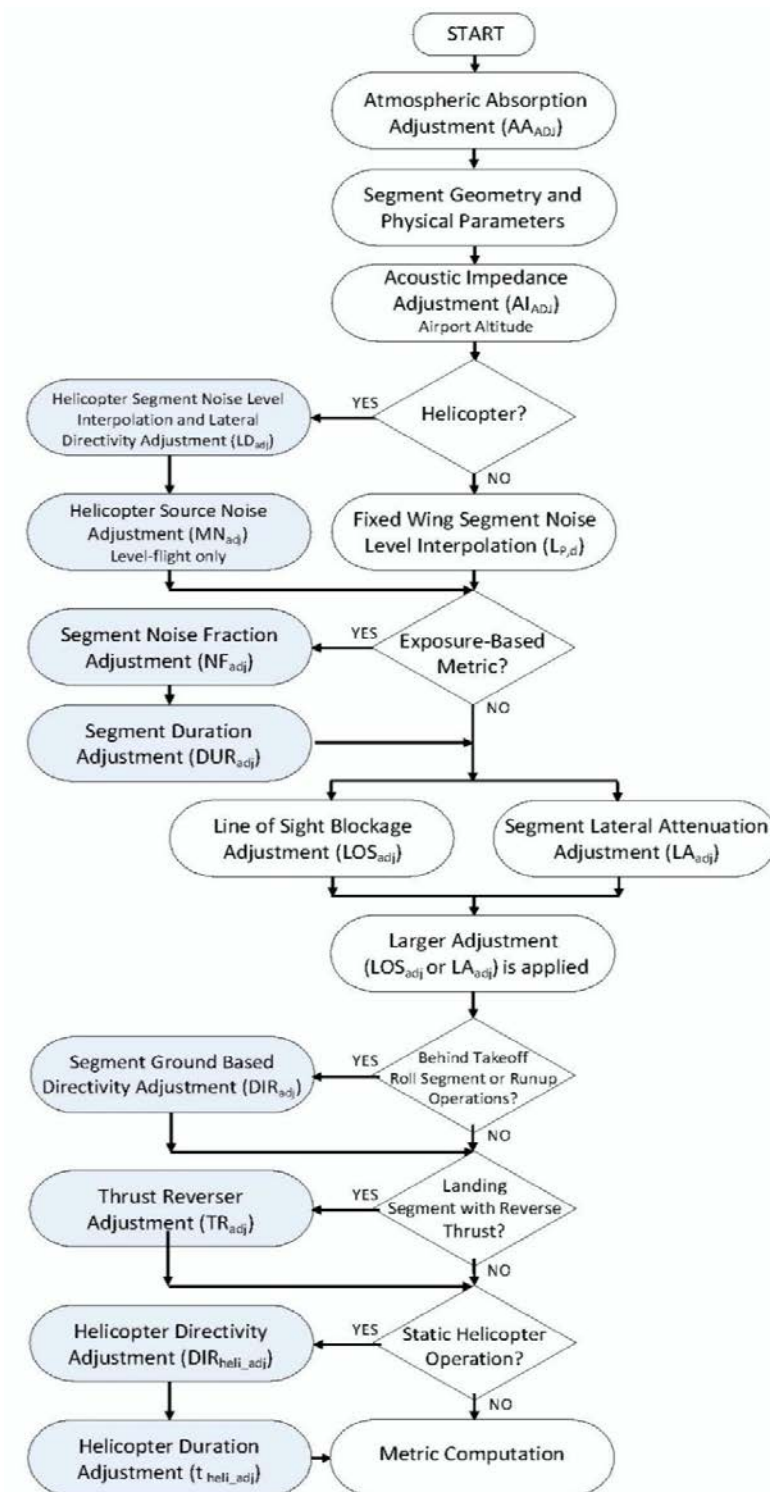 START
Atmospheric Absorption
Adjustment (AA_ADJ)
Segment Geometry and
Physical Parameters
Acoustic Impedance
Adjustment (AI_ADJ)
Airport Altitude
Helicopter Segment Noise Level
Interpolation and Lateral
Directivity Adjustment (LD_adj)
YES
Helicopter?
NO
Helicopter Source Noise
Adjustment (MN_adj)
Level-flight only
Fixed Wing Segment Noise
Level Interpolation (L_P,d)
Segment Noise Fraction
Adjustment (NF_adj)
YES
Exposure-Based
Metric?
NO
Segment Duration
Adjustment (DUR_adj)
Line of Sight Blockage
Adjustment (LOS_adj)
Segment Lateral Attenuation
Adjustment (LA_adj)
Larger Adjustment
(LOS_adj or LA_adj) is applied
Segment Ground Based
Directivity Adjustment (DIR_adj)
YES
Behind Takeoff
Roll Segment or Runup
Operations?
NO
Thrust Reverser
Adjustment (TR_adj)
YES
Landing
Segment with Reverse
Thrust?
NO
Helicopter Directivity
Adjustment (DIR_heli_adj)
YES
Static Helicopter
Operation?
NO
Helicopter Duration
Adjustment (t_heli_adj)
Metric Computation